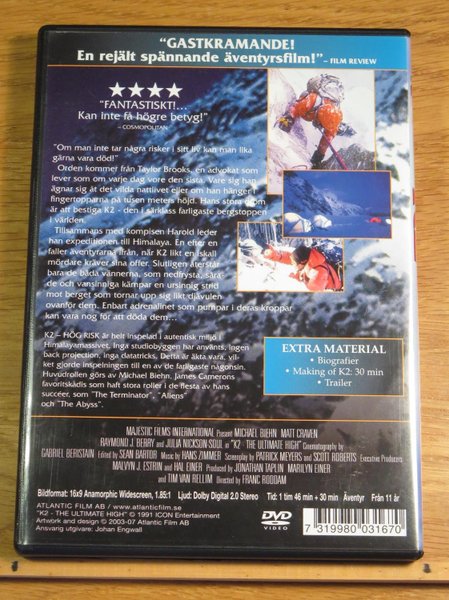 “GASTKRAMANDE!
En rejält spännande äventyrsfilm!” – FILM REVIEW
"FANTASTISKT!...
Kan inte få högre betyg!"
– COSMOPOLITAN
"Om man inte tar några risker i sitt liv kan man lika
gärna vara död!"
Orden kommer från Taylor Brooks, en advokat som
lever som om varje dag vore den sista. Vare sig han
ägnar sig åt det vilda nattlivet eller om han hänger i
fingertopparna på tusen meters höjd. Hans stora dröm
är att bestiga K2 - den i särklass farligaste bergstoppen
i världen.
Tillsammans med kompisen Harold leder
han expeditionen till Himalaya. En efter en
faller äventyrarna ifrån, när K2 likt en iskall
mördare kräver sina offer. Slutligen återstår
bara de båda vännerna, som nedfrysta, såra-
de och vansinniga kämpar en ursinnig strid
mot berget som tornar upp sig likt djävulen
ovanför dem. Enbart adrenalinet som pumpar i deras kroppar
kan vara nog för att döda dem...
K2 – HÖG RISK är helt inspelad i autentisk miljö i
Himalayamassivet. Inga studiobyggen har använts, ingen
back projection, inga datatricks. Detta är äkta vara, vil-
ket gjorde inspelningen till en av de farligaste någonsin.
Huvudrollen görs av Michael Biehn, James Camerons
favoritskådis som haft stora roller i de flesta av hans
succéer, som "The Terminator", "Aliens"
och "The Abyss".
EXTRA MATERIAL
• Biografier
• Making of K2: 30 min
• Trailer
MAJESTIC FILMS INTERNATIONAL Present MICHAEL BIEHN MATT CRAVEN
RAYMOND J. BERRY and JULIA NICKSON-SOUL in "K2 - THE ULTIMATE HIGH" Cinematography by
GABRIEL BERISTAIN Edited by SEAN BARTOR Music by HANS ZIMMER Screenplay by PATRICK MEYERS and SCOTT ROBERTS Executive Producers
MALVYN J. ESTRIN and HAL EINER Produced by JONATHAN TAPLIN, MARILYN EINER
and TIM VAN RELLIM Directed by FRANC RODDAM
Bildformat: 16x9 Anamorphic Widescreen, 1.85:1 Ljud: Dolby Digital 2.0 Stereo Tid: 1 tim 46 min + 30 min Äventyr Från 11 år
ATLANTIC FILM AB / www.atlanticfilm.se
"K2 - THE ULTIMATE HIGH" © 1991 ICON Entertainment
Artwork and design © 2003-07 Atlantic Film AB
Ansvarig utgivare: Johan Engwall
DVD
VIDEO
7 319980 031670